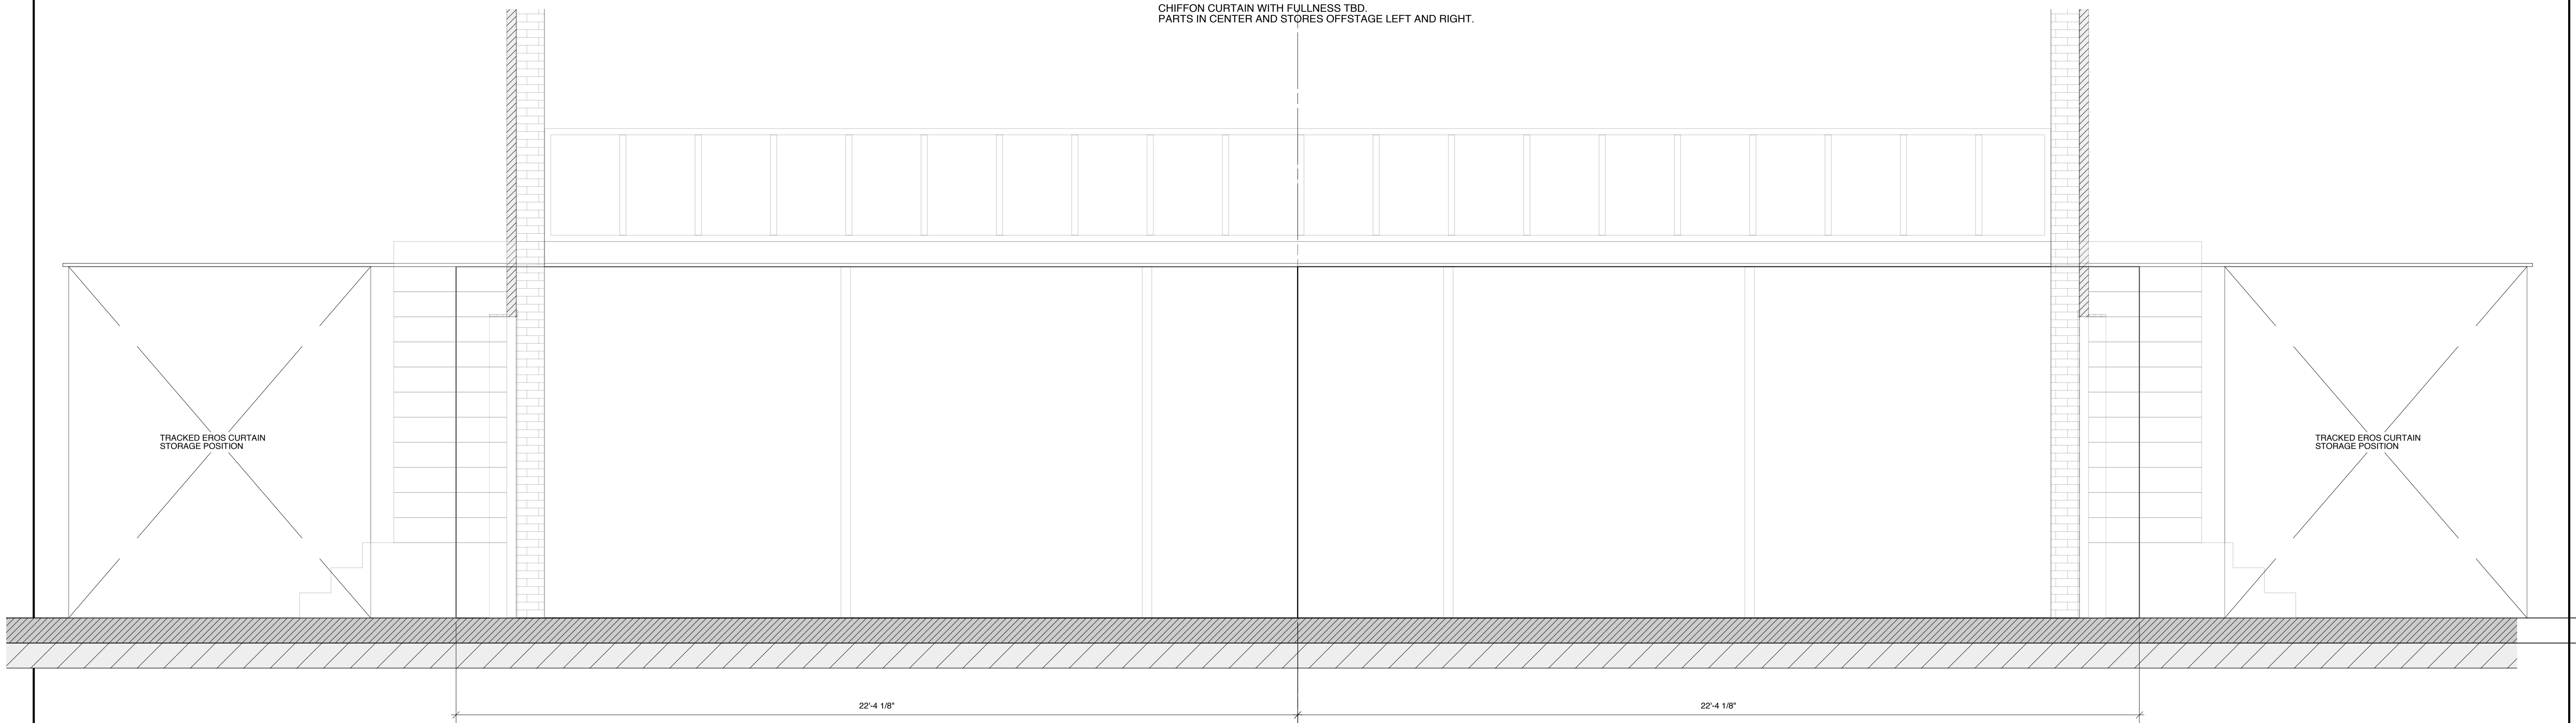 CHIFFON CURTAIN WITH FULLNESS TBD.
PARTS IN CENTER AND STORES OFFSTAGE LEFT AND RIGHT.
TRACKED EROS CURTAIN
STORAGE POSITION
TRACKED EROS CURTAIN
STORAGE POSITION
22'-4 1/8"
22'-4 1/8"